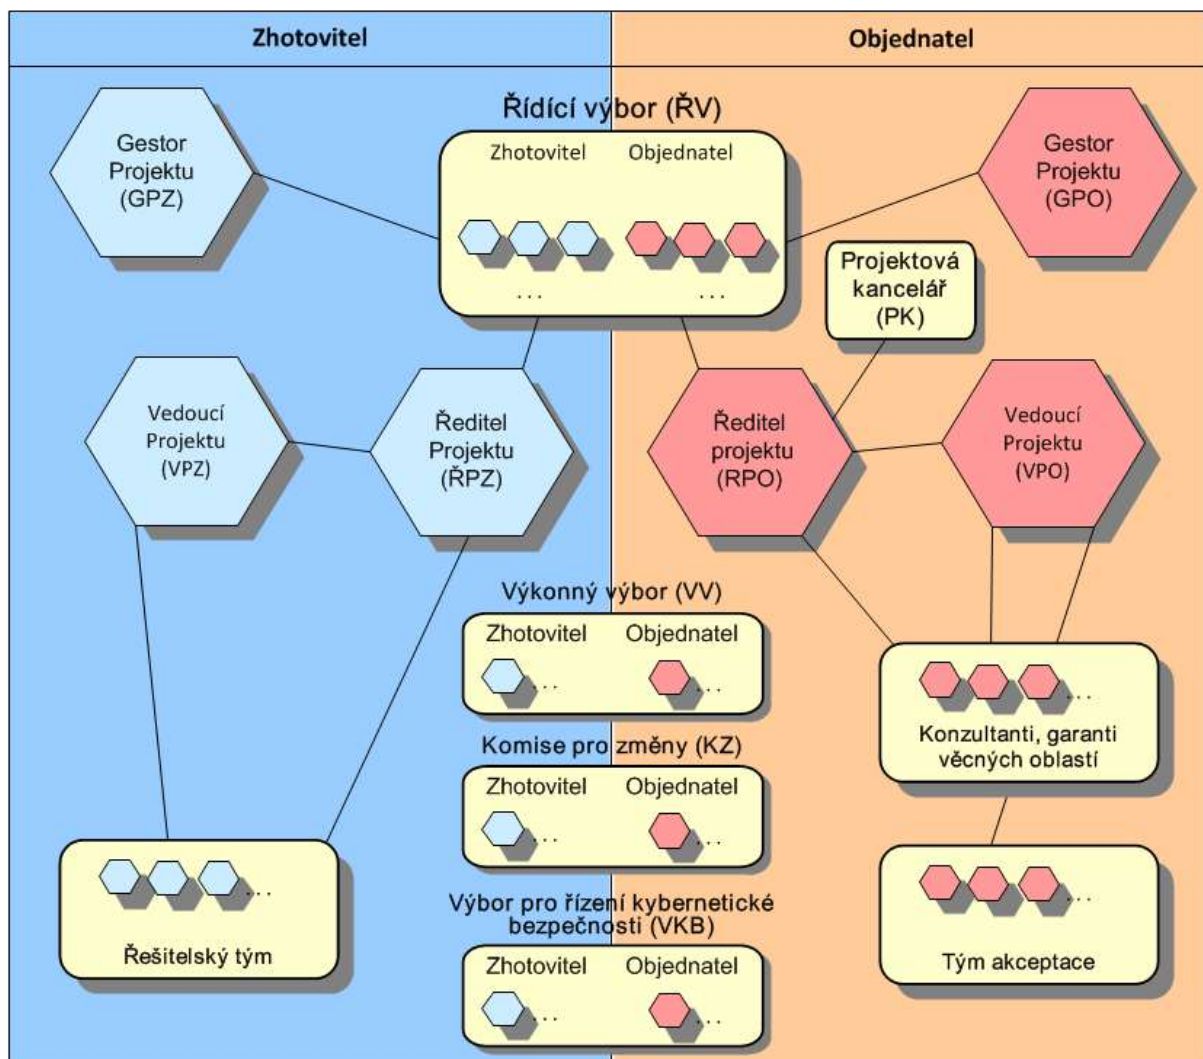 Zhotovitel
Objednatel
Řídící výbor (ŘV)
Gestor
Projektu
(GPZ)
Zhotovitel
Objednatel
. . .
. . .
Gestor
Projektu
(GPO)
Projektová
kancelář
(PK)
Vedoucí
Projektu
(VPZ)
Ředitel
Projektu
(ŘPZ)
Ředitel
projektu
(RPO)
Vedoucí
Projektu
(VPO)
Výkonný výbor (VV)
Zhotovitel
Objednatel
. . .
. . .
. . .
Konzultanti, garanti
věcných oblastí
Komise pro změny (KZ)
Zhotovitel
Objednatel
. . .
. . .
. . .
Řešitelský tým
. . .
Tým akceptace
Výbor pro řízení kybernetické
bezpečnosti (VKB)
Zhotovitel
Objednatel
. . .
. . .